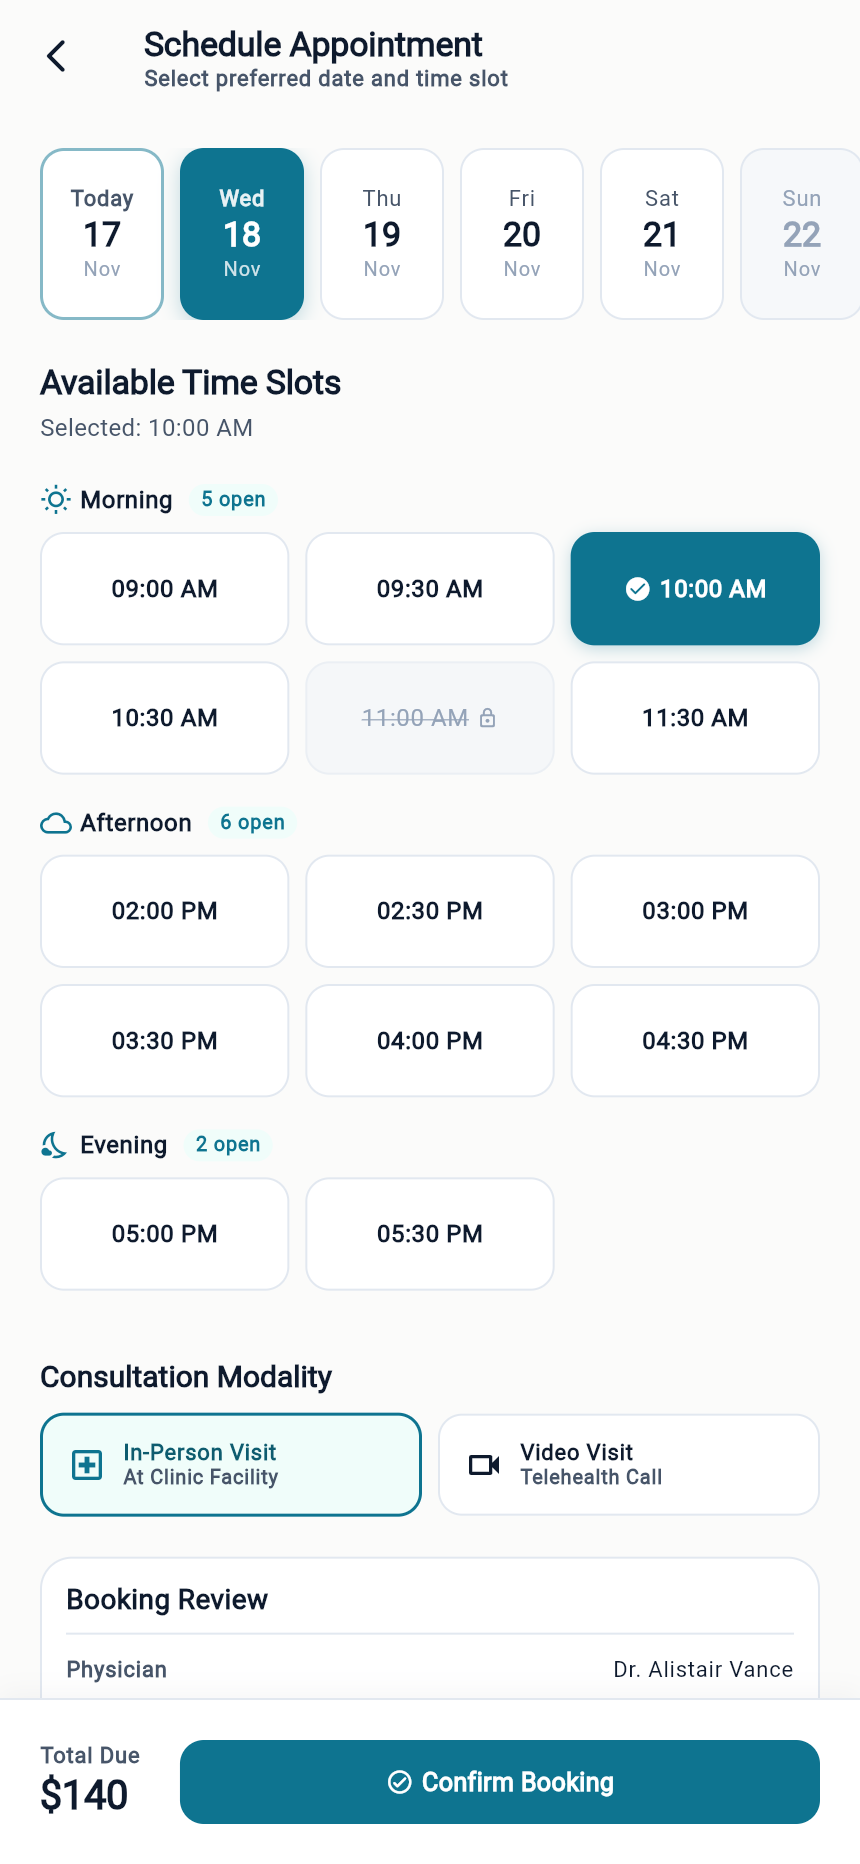 Schedule Appointment
Select preferred date and time slot
Today
17
Nov
Wed
18
Nov
Thu
19
Nov
Fri
20
Nov
Sat
21
Nov
Sun
22
Nov
Available Time Slots
Selected: 10:00 AM
Morning 5 open
09:00 AM 09:30 AM 10:00 AM
10:30 AM 11:00 AM 11:30 AM
Afternoon 6 open
02:00 PM 02:30 PM 03:00 PM
03:30 PM 04:00 PM 04:30 PM
Evening 2 open
05:00 PM 05:30 PM
Consultation Modality
In-Person Visit
At Clinic Facility
Video Visit
Telehealth Call
Booking Review
Physician Dr. Alistair Vance
Total Due
$140
Confirm Booking